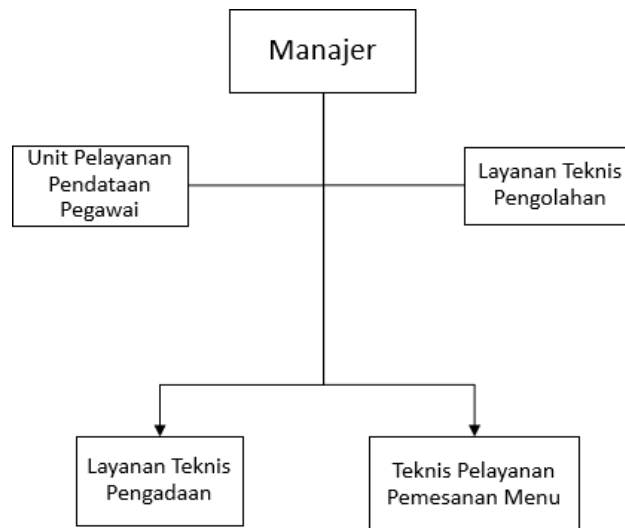 Manajer
Unit Pelayanan
Pendataan
Pegawai
Layanan Teknis
Pengolahan
Layanan Teknis
Pengadaan
Teknis Pelayanan
Pemesanan Menu